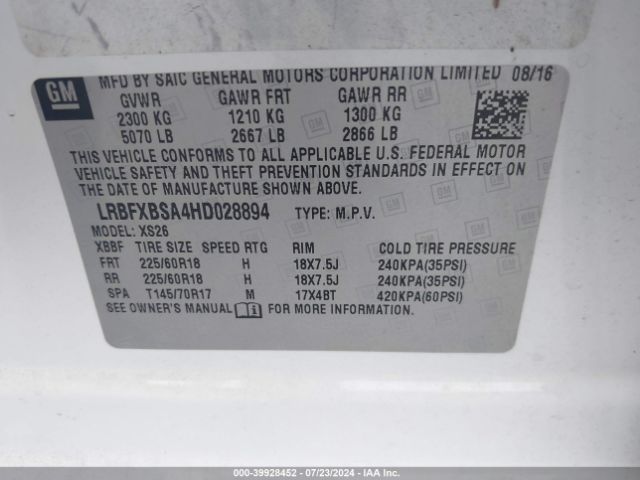 GM
MFD BY SAIC GENERAL MOTORS CORPORATION LIMITED 08/16
GVWR GAWR FRT GAWR RR
2300 KG 1210 KG 1300 KG
5070 LB 2667 LB 2866 LB
THIS VEHICLE CONFORMS TO ALL APPLICABLE U.S. FEDERAL MOTOR
VEHICLE SAFETY AND THEFT PREVENTION STANDARDS IN EFFECT ON
THE DATE OF MANUFACTURE SHOWN ABOVE.
LRBFXBSA4HD028894 TYPE: M.P.V.
MODEL: XS26
XBBF TIRE SIZE SPEED RTG RIM COLD TIRE PRESSURE
FRT 225/60R18 H 18X7.5J 240KPA(35PSI)
RR 225/60R18 H 18X7.5J 240KPA(35PSI)
SPA T145/70R17 M 17X4BT 420KPA(60PSI)
SEE OWNER'S MANUAL FOR MORE INFORMATION.
000-39928452 - 07/23/2024 - IAA Inc.